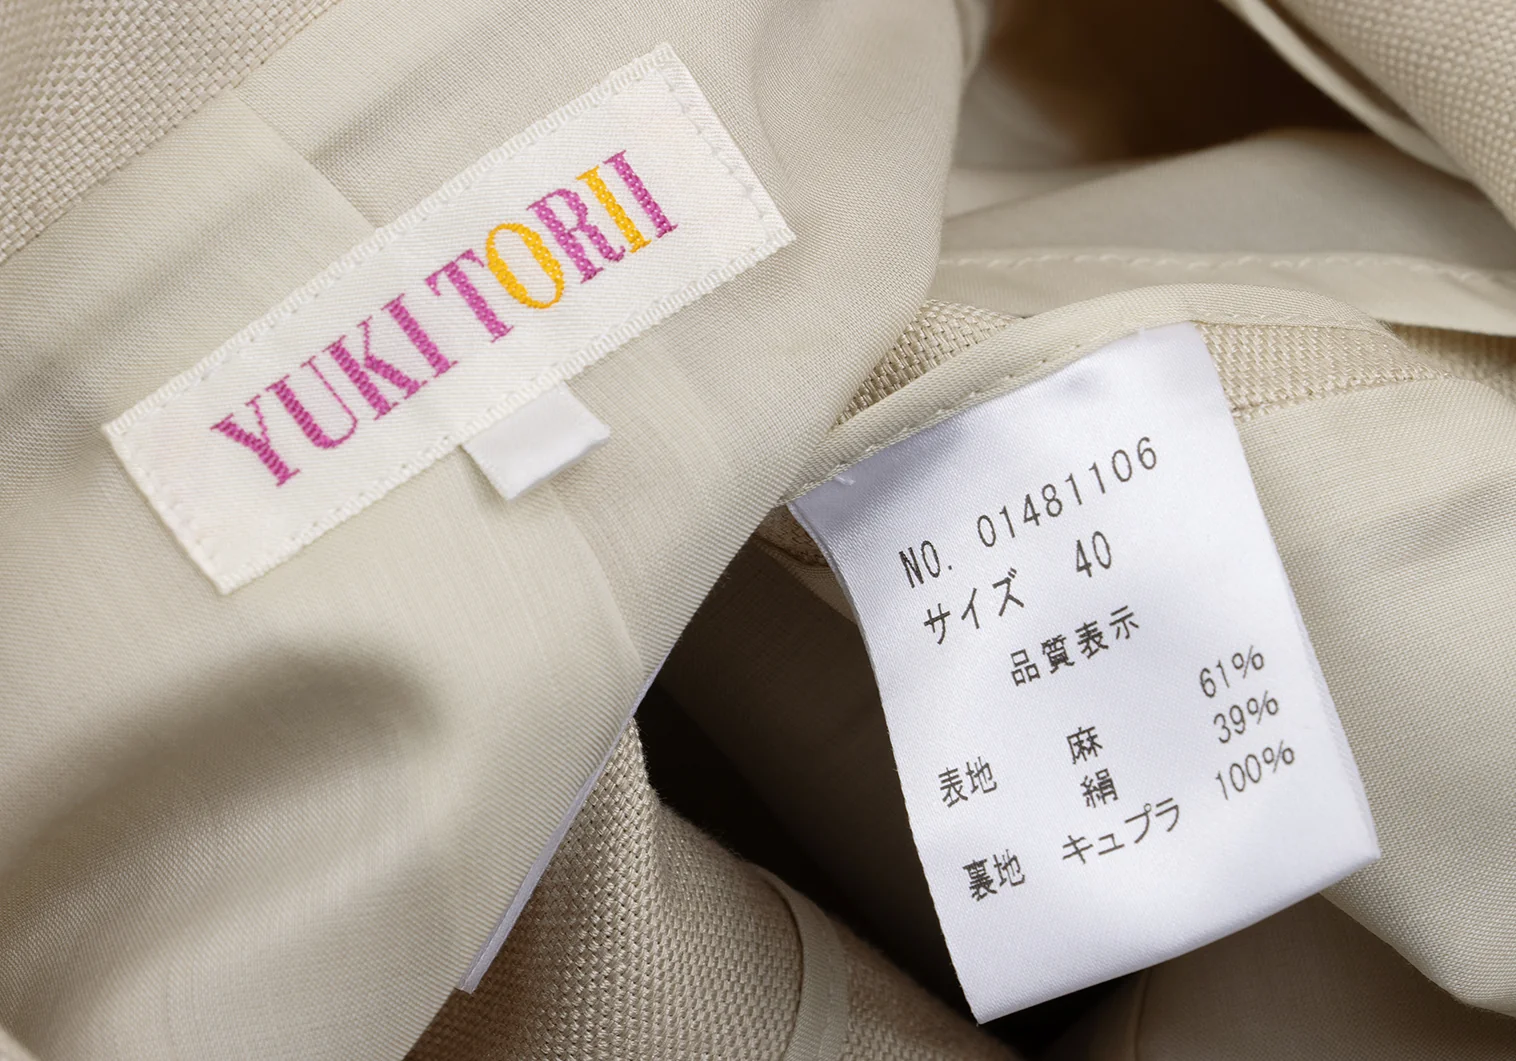 YUKI TORII
NO. 01481106
サイズ 40
品質表示
61%
表地 麻 39%
絹 100%
裏地 キュプラ